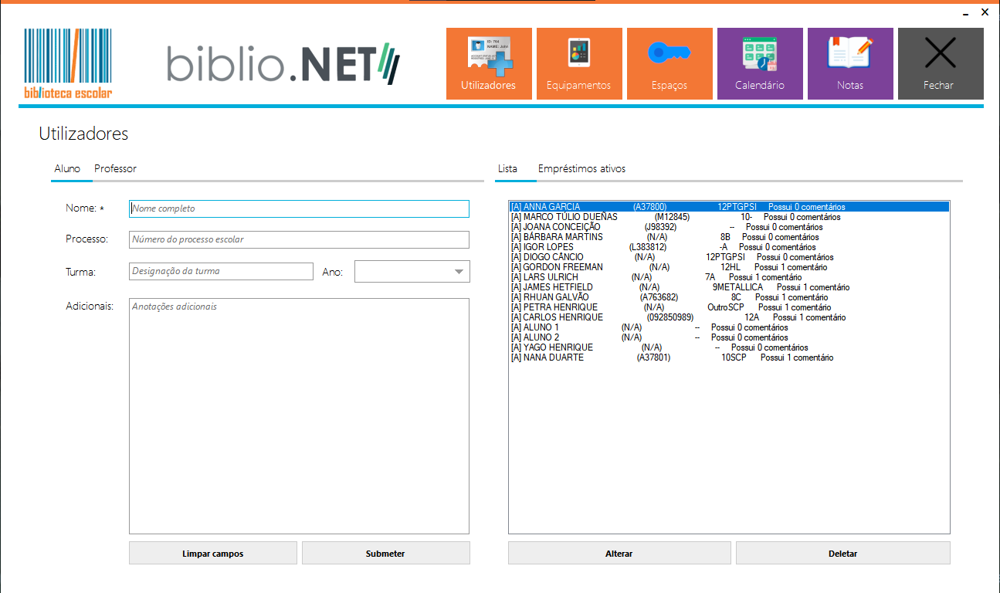 biblioteca escolar
biblio.NET
ID: 764
NAME: John
Utilizadores
Equipamentos
Espaços
Calendário
Notas
Fechar
Utilizadores
Aluno Professor
Nome: *
Nome completo
Processo:
Número do processo escolar
Turma:
Designação da turma
Ano:
Adicionais:
Anotações adicionais
Limpar campos
Submeter
Lista Empréstimos ativos
[A] ANNA GARCIA (A37800) 12PTGPSI Possui 0 comentários
[A] MARCO TÚLIO DUEÑAS (M12845) 10- Possui 0 comentários
[A] JOANA CONCEIÇÃO (J98392) -- Possui 0 comentários
[A] BÁRBARA MARTINS (N/A) 8B Possui 0 comentários
[A] IGOR LOPES (L383812) -A Possui 0 comentários
[A] DIOGO CÂNCIO (N/A) 12PTGPSI Possui 0 comentários
[A] GORDON FREEMAN (N/A) 12HL Possui 1 comentário
[A] LARS ULRICH (N/A) 7A Possui 1 comentário
[A] JAMES HETFIELD (N/A) 9METALLICA Possui 1 comentário
[A] RHUAN GALVÃO (A763682) 8C Possui 1 comentário
[A] PETRA HENRIQUE (N/A) OutroSCP Possui 1 comentário
[A] CARLOS HENRIQUE (092850989) 12A Possui 1 comentário
[A] ALUNO 1 (N/A) -- Possui 0 comentários
[A] ALUNO 2 (N/A) -- Possui 0 comentários
[A] YAGO HENRIQUE (N/A) -- Possui 0 comentários
[A] NANA DUARTE (A37801) 10SCP Possui 1 comentário
Alterar
Deletar